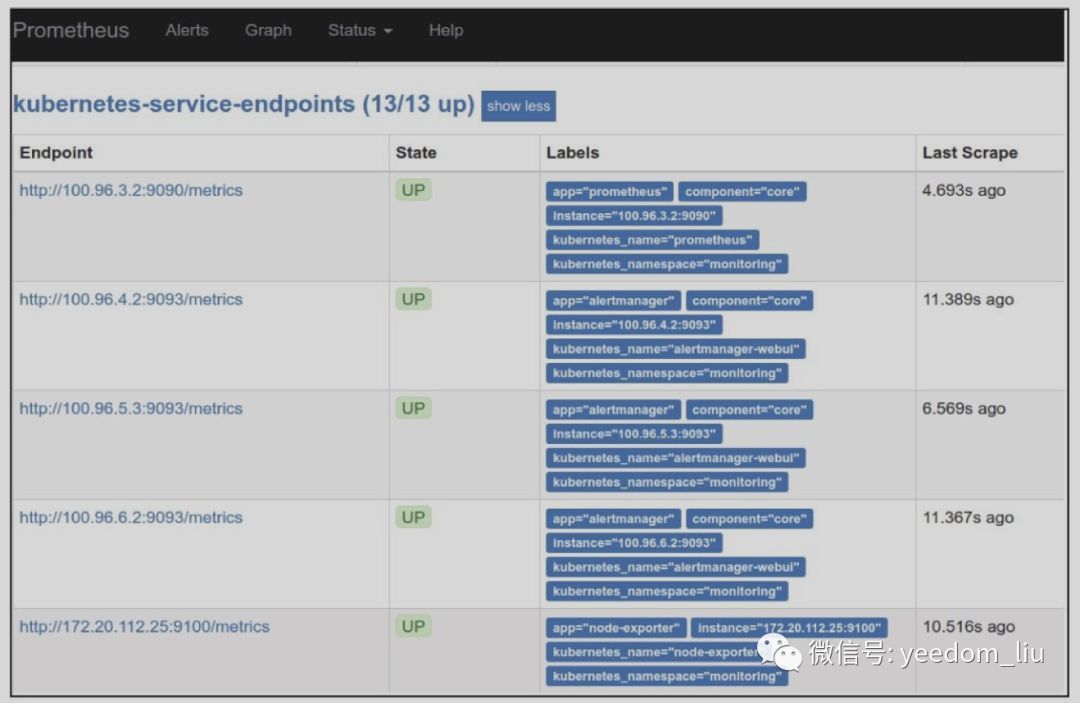 Prometheus Alerts Graph Status Help
kubernetes-service-endpoints (13/13 up) show less
Endpoint State Labels Last Scrape
http://100.96.3.2:9090/metrics UP app="prometheus" component="core" 4.693s ago
instance="100.96.3.2:9090"
kubernetes_name="prometheus"
kubernetes_namespace="monitoring"
http://100.96.4.2:9093/metrics UP app="alertmanager" component="core" 11.389s ago
instance="100.96.4.2:9093"
kubernetes_name="alertmanager-webui"
kubernetes_namespace="monitoring"
http://100.96.5.3:9093/metrics UP app="alertmanager" component="core" 6.569s ago
instance="100.96.5.3:9093"
kubernetes_name="alertmanager-webui"
kubernetes_namespace="monitoring"
http://100.96.6.2:9093/metrics UP app="alertmanager" component="core" 11.367s ago
instance="100.96.6.2:9093"
kubernetes_name="alertmanager-webui"
kubernetes_namespace="monitoring"
http://172.20.112.25:9100/metrics UP app="node-exporter" instance="172.20.112.25:9100" 10.516s ago
kubernetes_name="node-exporter
微信号: yeedom_liu
kubernetes_namespace="monitoring"